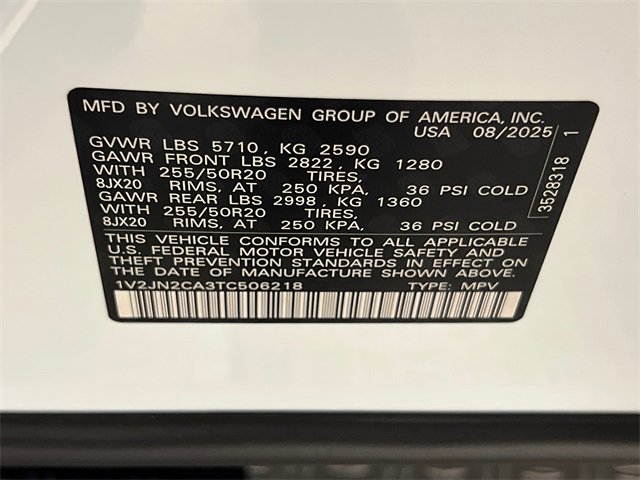 MFD BY VOLKSWAGEN GROUP OF AMERICA, INC.
USA 08/2025
GVWR LBS 5710, KG 2590
GAWR FRONT LBS 2822, KG 1280
WITH 255/50R20 TIRES,
8JX20 RIMS, AT 250 KPA, 36 PSI COLD
GAWR REAR LBS 2998, KG 1360
WITH 255/50R20 TIRES,
8JX20 RIMS, AT 250 KPA, 36 PSI COLD
THIS VEHICLE CONFORMS TO ALL APPLICABLE
U.S. FEDERAL MOTOR VEHICLE SAFETY AND
THEFT PREVENTION STANDARDS IN EFFECT ON
THE DATE OF MANUFACTURE SHOWN ABOVE.
1V2JN2CA3TC506218 TYPE: MPV
3528318 1